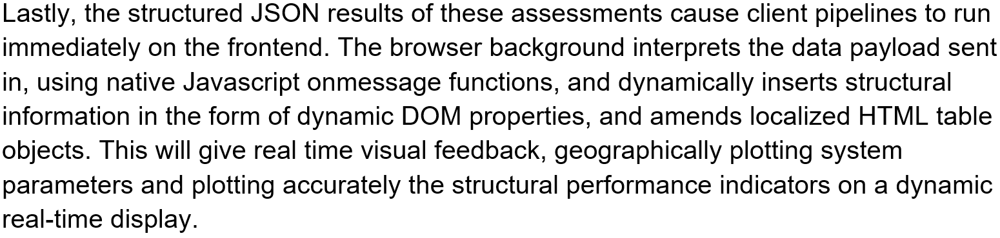 Lastly, the structured JSON results of these assessments cause client pipelines to run
immediately on the frontend. The browser background interprets the data payload sent
in, using native Javascript onmessage functions, and dynamically inserts structural
information in the form of dynamic DOM properties, and amends localized HTML table
objects. This will give real time visual feedback, geographically plotting system
parameters and plotting accurately the structural performance indicators on a dynamic
real-time display.